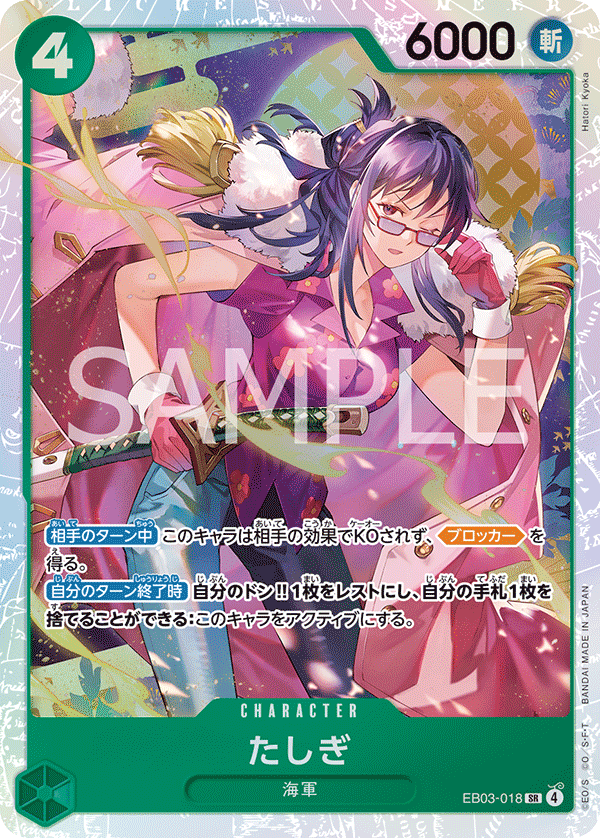 4
6000
斬
Hatori Kyoka
SAMPLE
相手のターン中 このキャラは相手の効果でKOされず、ブロッカー を
得る。
自分のターン終了時 自分のドン‼1枚をレストにし、自分の手札1枚を
捨てることができる:このキャラをアクティブにする。
CHARACTER
たしぎ
海軍
EB03-018 SR 4
©E.O/S ©O/S・F・T BANDAI MADE IN JAPAN